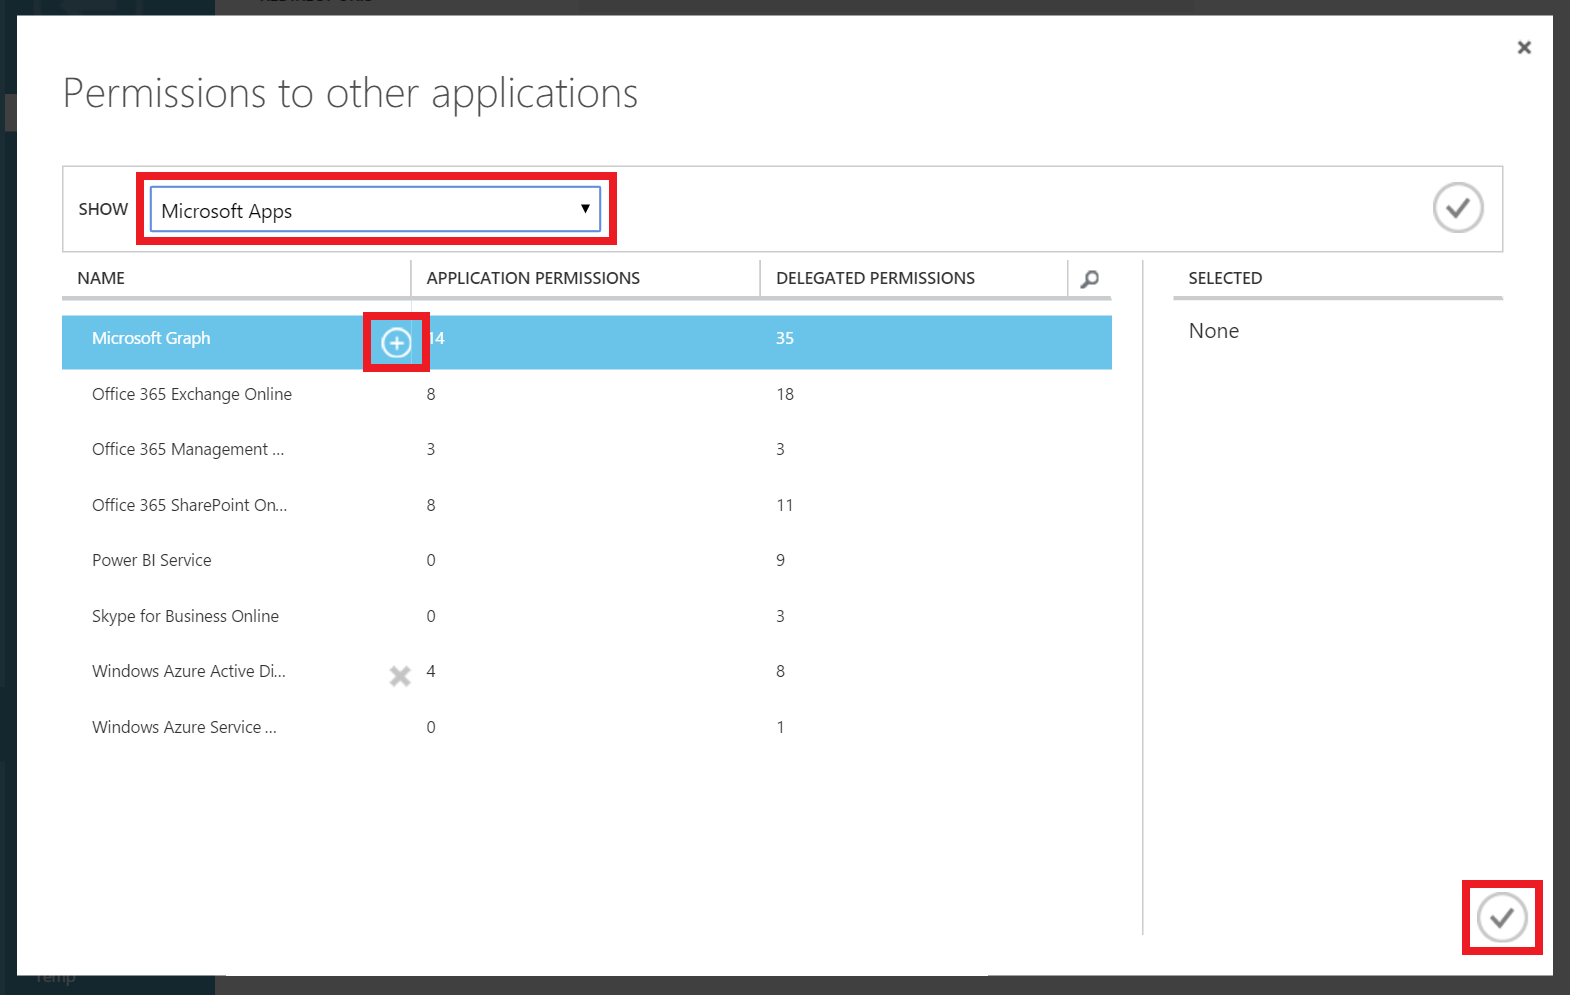 Permissions to other applications
SHOW Microsoft Apps
NAME APPLICATION PERMISSIONS DELEGATED PERMISSIONS SELECTED
Microsoft Graph 14 35 None
Office 365 Exchange Online 8 18
Office 365 Management ... 3 3
Office 365 SharePoint On... 8 11
Power BI Service 0 9
Skype for Business Online 0 3
Windows Azure Active Di... 4 8
Windows Azure Service ... 0 1
Temp